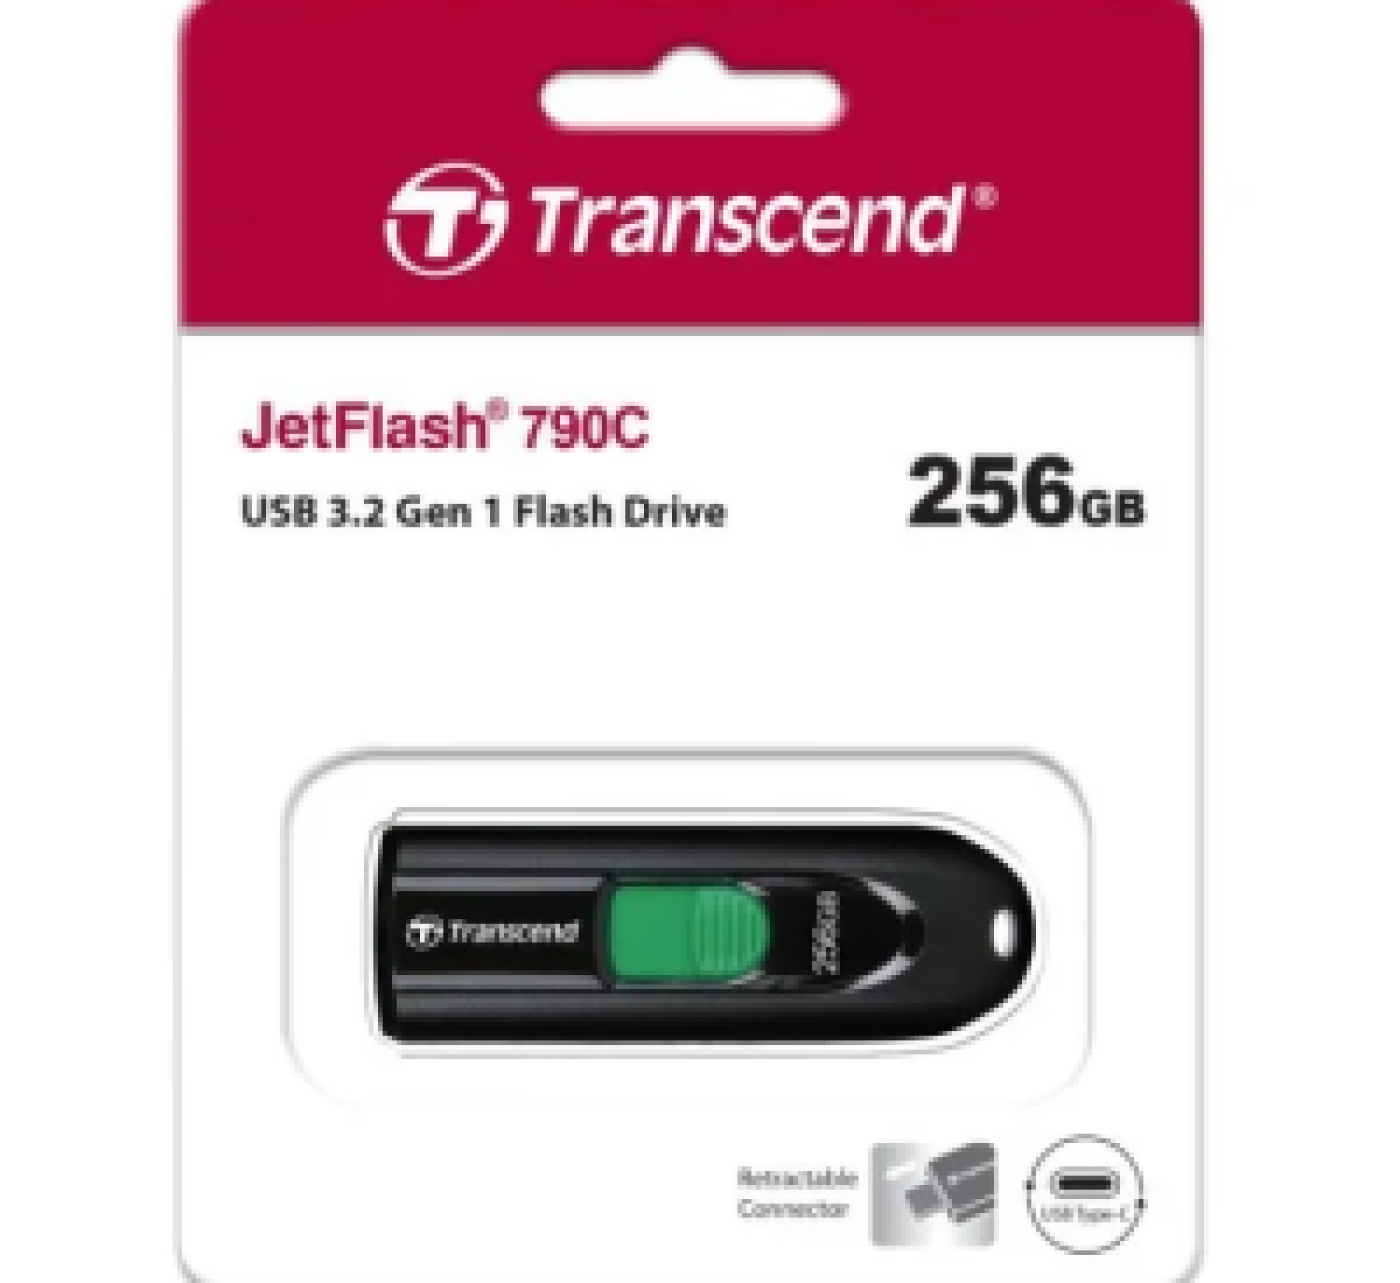 Transcend®
JetFlash® 790C
USB 3.2 Gen 1 Flash Drive
256GB
Transcend
256GB
Retractable
Connector
USB Type-C